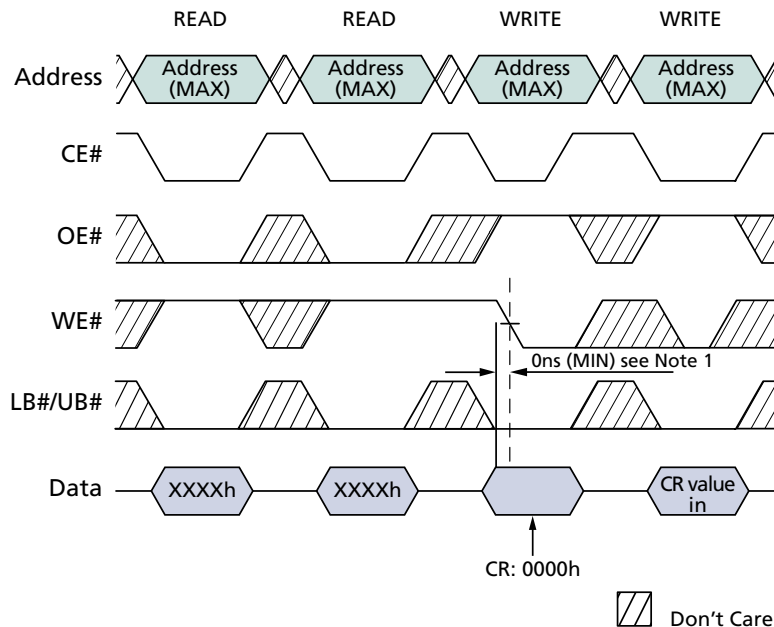 READ READ WRITE WRITE
Address
Address
(MAX)
Address
(MAX)
Address
(MAX)
Address
(MAX)
CE#
OE#
WE#
0ns (MIN) see Note 1
LB#/UB#
Data
XXXXh
XXXXh
CR value
in
CR: 0000h
Don't Care